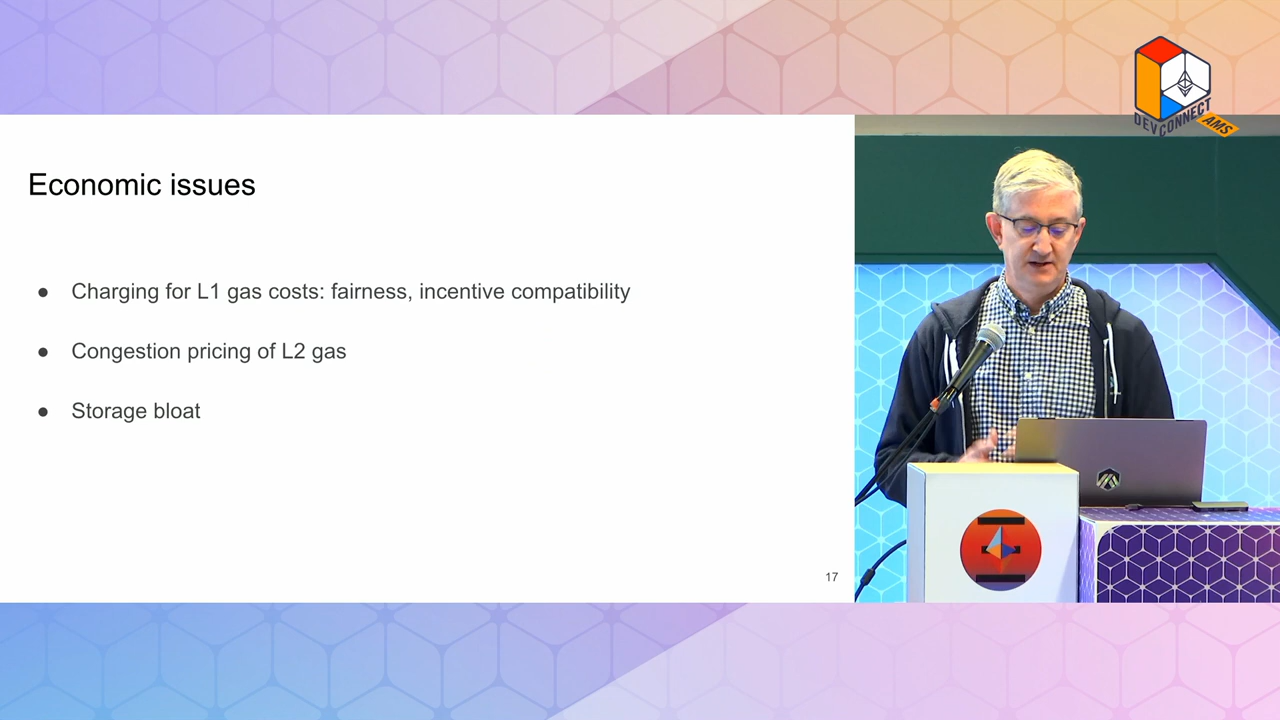 DEVCONNECT
AMS
Economic issues
● Charging for L1 gas costs: fairness, incentive compatibility
● Congestion pricing of L2 gas
● Storage bloat
17